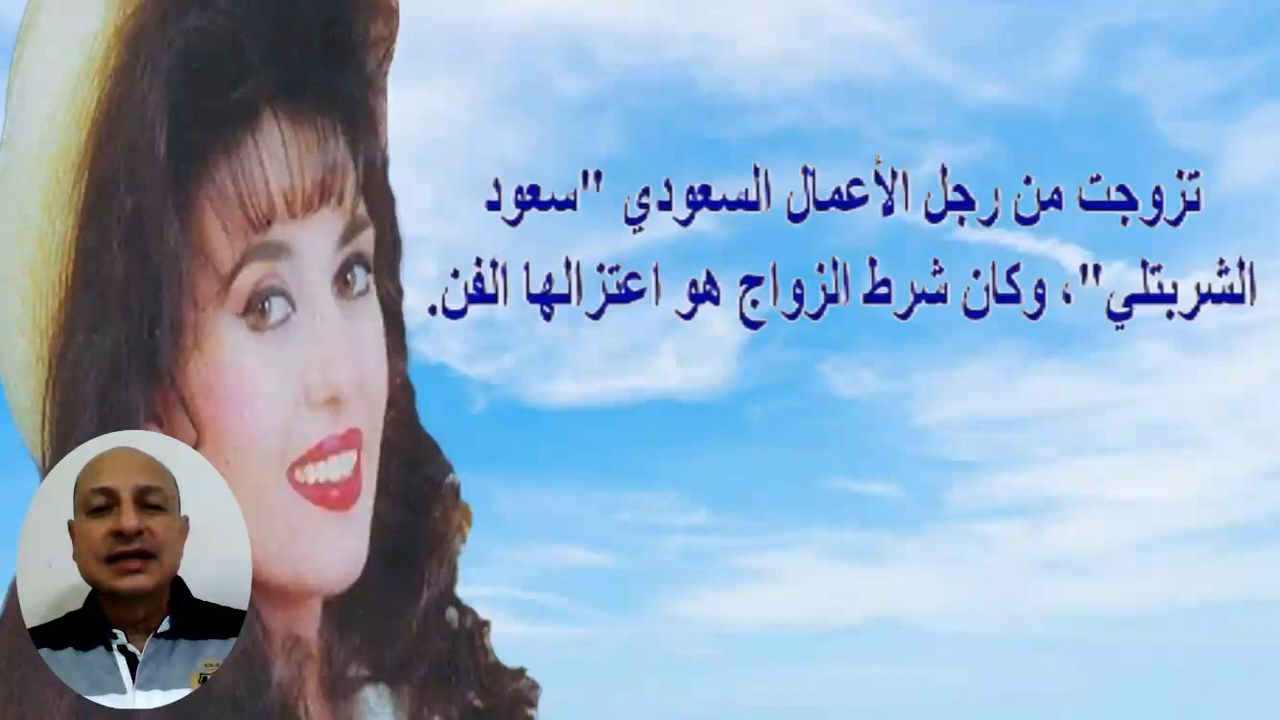 تزوجت من رجل الأعمال السعودي "سعود
الشربتلي"، وكان شرط الزواج هو اعتزالها الفن.